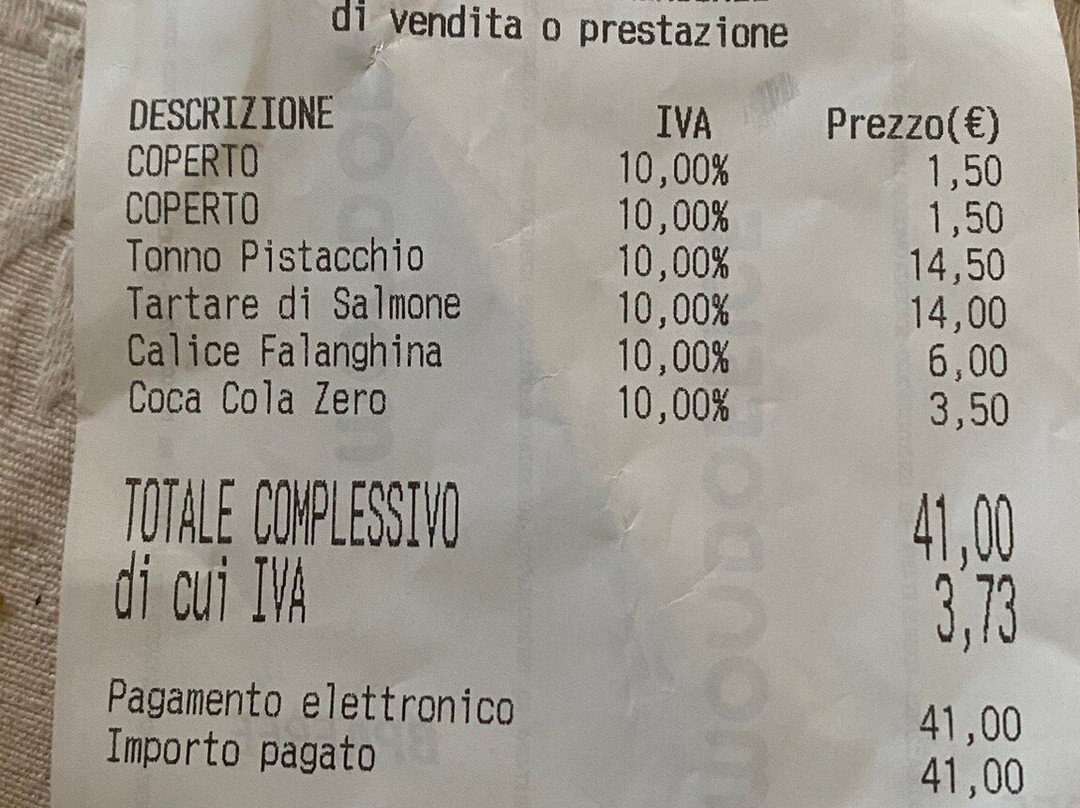 di vendita o prestazione
DESCRIZIONE IVA Prezzo(€)
COPERTO 10,00% 1,50
COPERTO 10,00% 1,50
Tonno Pistacchio 10,00% 14,50
Tartare di Salmone 10,00% 14,00
Calice Falanghina 10,00% 6,00
Coca Cola Zero 10,00% 3,50
TOTALE COMPLESSIVO 41,00
di cui IVA 3,73
Pagamento elettronico 41,00
Importo pagato 41,00